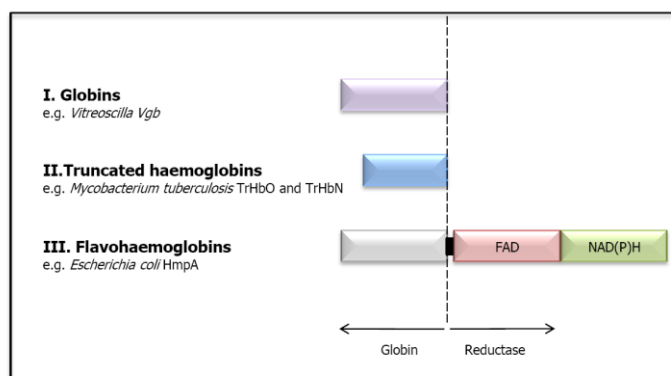 I. Globins
e.g. Vitreoscilla Vgb
II.Truncated haemoglobins
e.g. Mycobacterium tuberculosis TrHbO and TrHbN
III. Flavohaemoglobins
e.g. Escherichia coli HmpA
FAD
NAD(P)H
Globin
Reductase